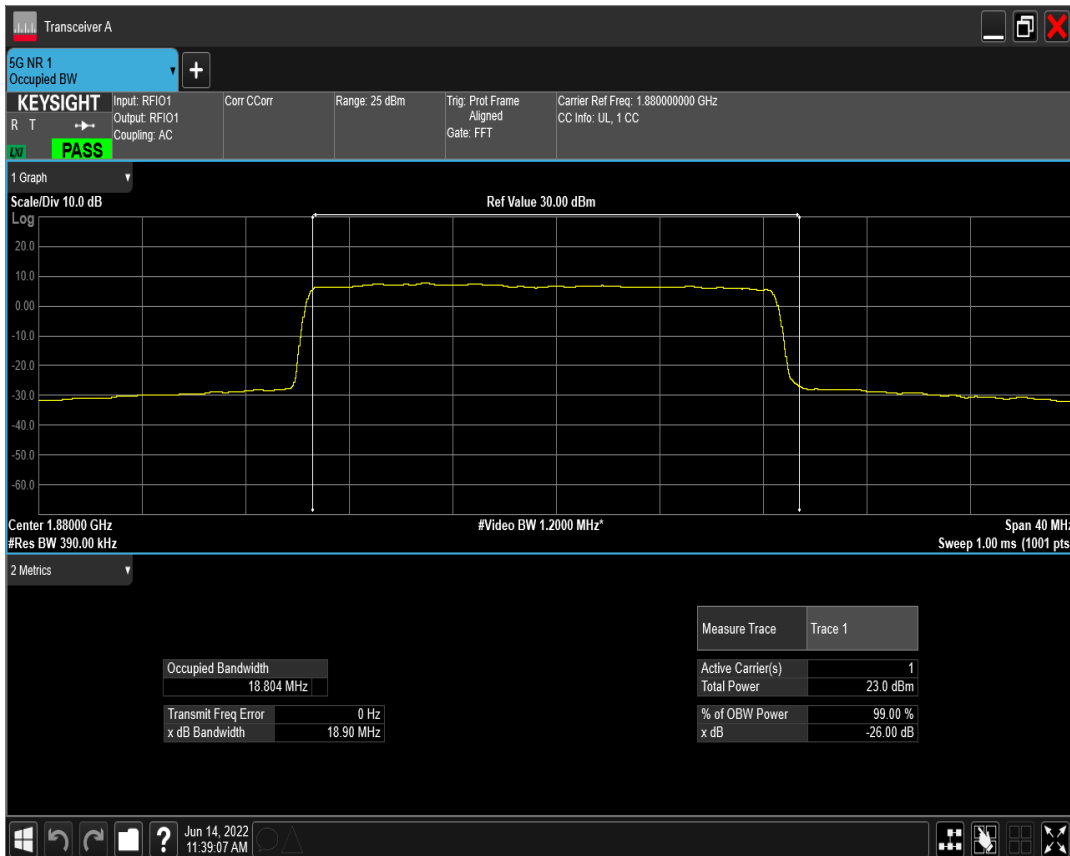 Transceiver A
5G NR 1
Occupied BW
+
KEYSIGHT
R T
LXI
PASS
Input: RFIO1
Output: RFIO1
Coupling: AC
Corr CCorr
Range: 25 dBm
Trig: Prot Frame
Aligned
Gate: FFT
Carrier Ref Freq: 1.880000000 GHz
CC Info: UL, 1 CC
1 Graph
Scale/Div 10.0 dB
Ref Value 30.00 dBm
Log
20.0
10.0
0.00
-10.0
-20.0
-30.0
-40.0
-50.0
-60.0
Center 1.88000 GHz
#Video BW 1.2000 MHz*
Span 40 MHz
#Res BW 390.00 kHz
Sweep 1.00 ms (1001 pts
2 Metrics
Measure Trace Trace 1
Occupied Bandwidth
18.804 MHz
Active Carrier(s) 1
Total Power 23.0 dBm
Transmit Freq Error 0 Hz
x dB Bandwidth 18.90 MHz
% of OBW Power 99.00 %
x dB -26.00 dB
?
Jun 14, 2022
11:39:07 AM